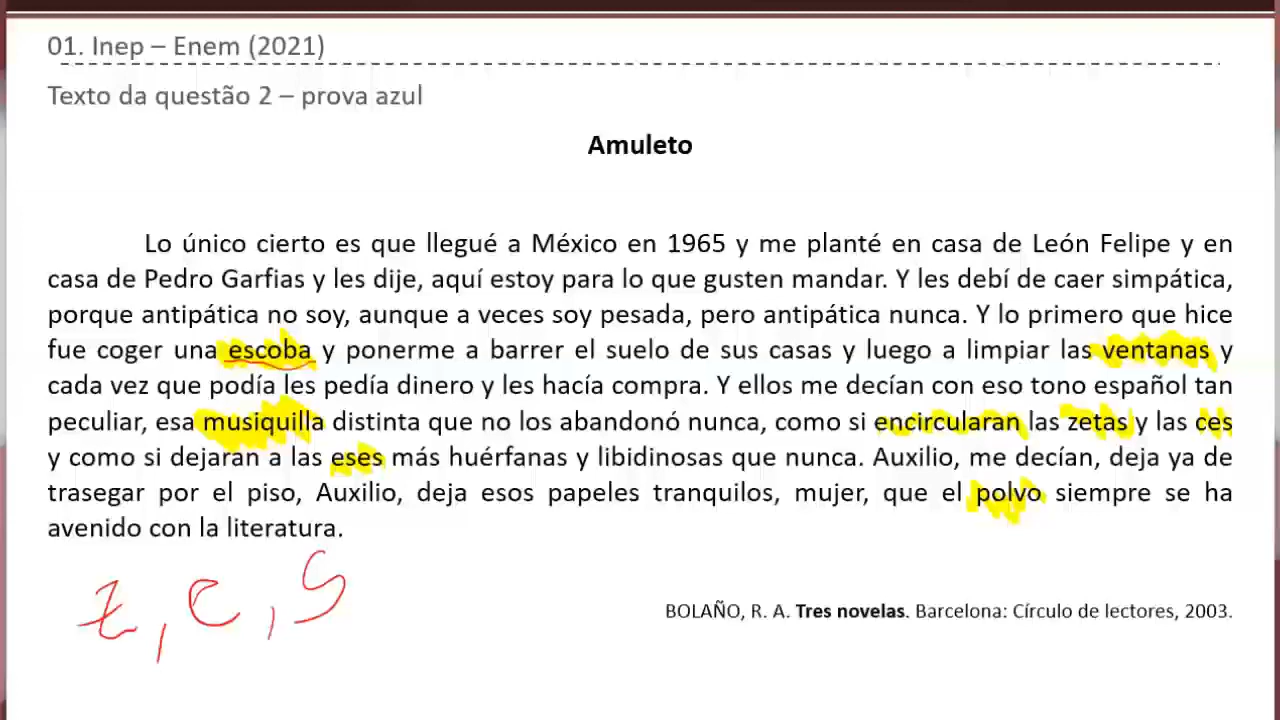 01. Inep – Enem (2021)
Texto da questão 2 – prova azul
Amuleto
Lo único cierto es que llegué a México en 1965 y me planté en casa de León Felipe y en
casa de Pedro Garfias y les dije, aquí estoy para lo que gusten mandar. Y les debí de caer simpática,
porque antipática no soy, aunque a veces soy pesada, pero antipática nunca. Y lo primero que hice
fue coger una escoba y ponerme a barrer el suelo de sus casas y luego a limpiar las ventanas y
cada vez que podía les pedía dinero y les hacía compra. Y ellos me decían con eso tono español tan
peculiar, esa musiquilla distinta que no los abandonó nunca, como si encircularan las zetas y las ces
y como si dejaran a las eses más huérfanas y libidinosas que nunca. Auxilio, me decían, deja ya de
trasegar por el piso, Auxilio, deja esos papeles tranquilos, mujer, que el polvo siempre se ha
avenido con la literatura.
z, c, s
BOLAÑO, R. A. Tres novelas. Barcelona: Círculo de lectores, 2003.